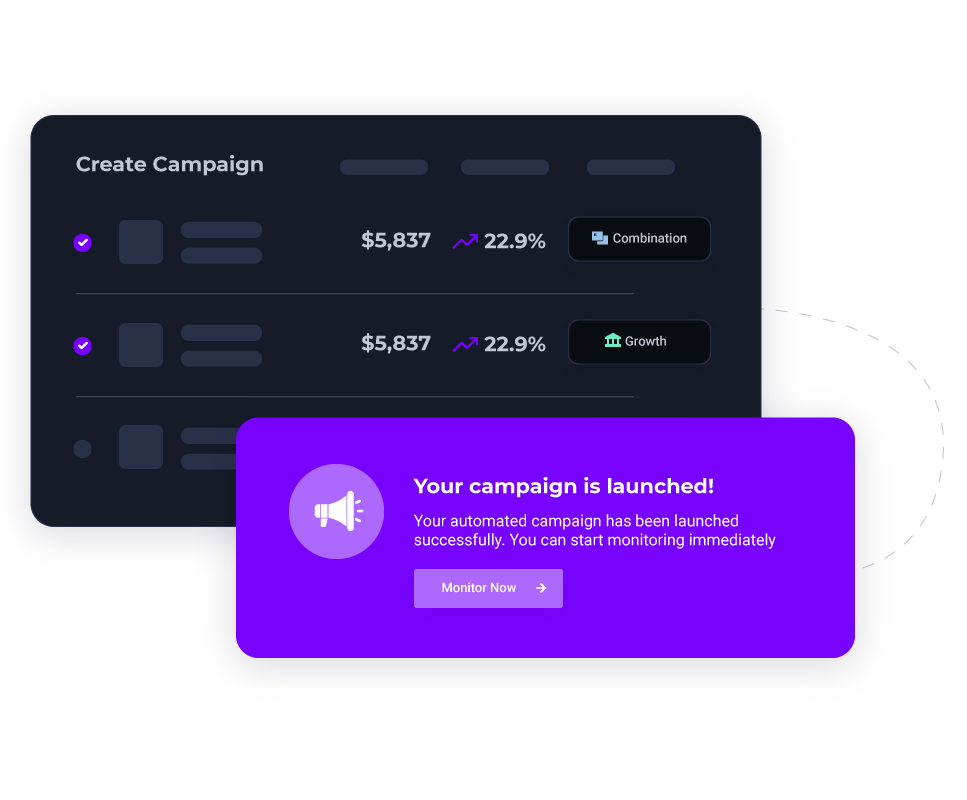 Create Campaign
$5,837 22.9% Combination
$5,837 22.9% Growth
Your campaign is launched!
Your automated campaign has been launched
successfully. You can start monitoring immediately
Monitor Now